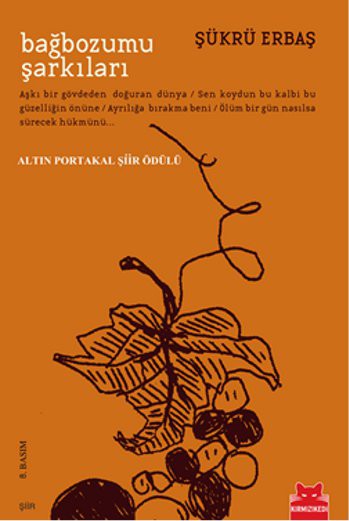 bağbozumu
şarkıları
ŞÜKRÜ ERBAŞ
Aşkı bir gövdeden doğuran dünya / Sen koydun bu kalbi bu
güzelliğin önüne / Ayrılığa bırakma beni / Ölüm bir gün nasılsa
sürecek hükmünü...
ALTIN PORTAKAL ŞİİR ÖDÜLÜ
8. BASIM
ŞİİR
KIRMIZIKEDİ